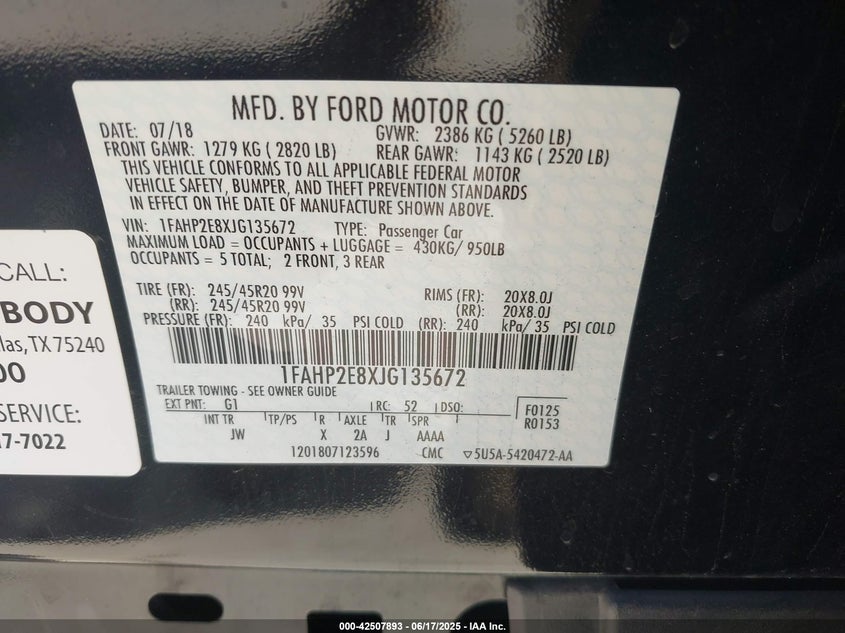 MFD. BY FORD MOTOR CO.
DATE: 07/18 GVWR: 2386 KG ( 5260 LB)
FRONT GAWR: 1279 KG ( 2820 LB) REAR GAWR: 1143 KG ( 2520 LB)
THIS VEHICLE CONFORMS TO ALL APPLICABLE FEDERAL MOTOR
VEHICLE SAFETY, BUMPER, AND THEFT PREVENTION STANDARDS
IN EFFECT ON THE DATE OF MANUFACTURE SHOWN ABOVE.
VIN: 1FAHP2E8XJG135672 TYPE: Passenger Car
MAXIMUM LOAD = OCCUPANTS + LUGGAGE = 430KG/ 950LB
OCCUPANTS = 5 TOTAL; 2 FRONT, 3 REAR
TIRE (FR): 245/45R20 99V RIMS (FR): 20X8.0J
(RR): 245/45R20 99V (RR): 20X8.0J
PRESSURE (FR): 240 kPa/ 35 PSI COLD (RR): 240 kPa/ 35 PSI COLD
1FAHP2E8XJG135672
TRAILER TOWING - SEE OWNER GUIDE
EXT PNT: G1 RC: 52 DSO: F0125
INT TR TP/PS R AXLE TR SPR R0153
JW X 2A J AAAA
1201807123596 CMC ▽5U5A-5420472-AA
CALL:
BODY
las, TX 75240
00
SERVICE:
17-7022
000-42507893 - 06/17/2025 - IAA Inc.